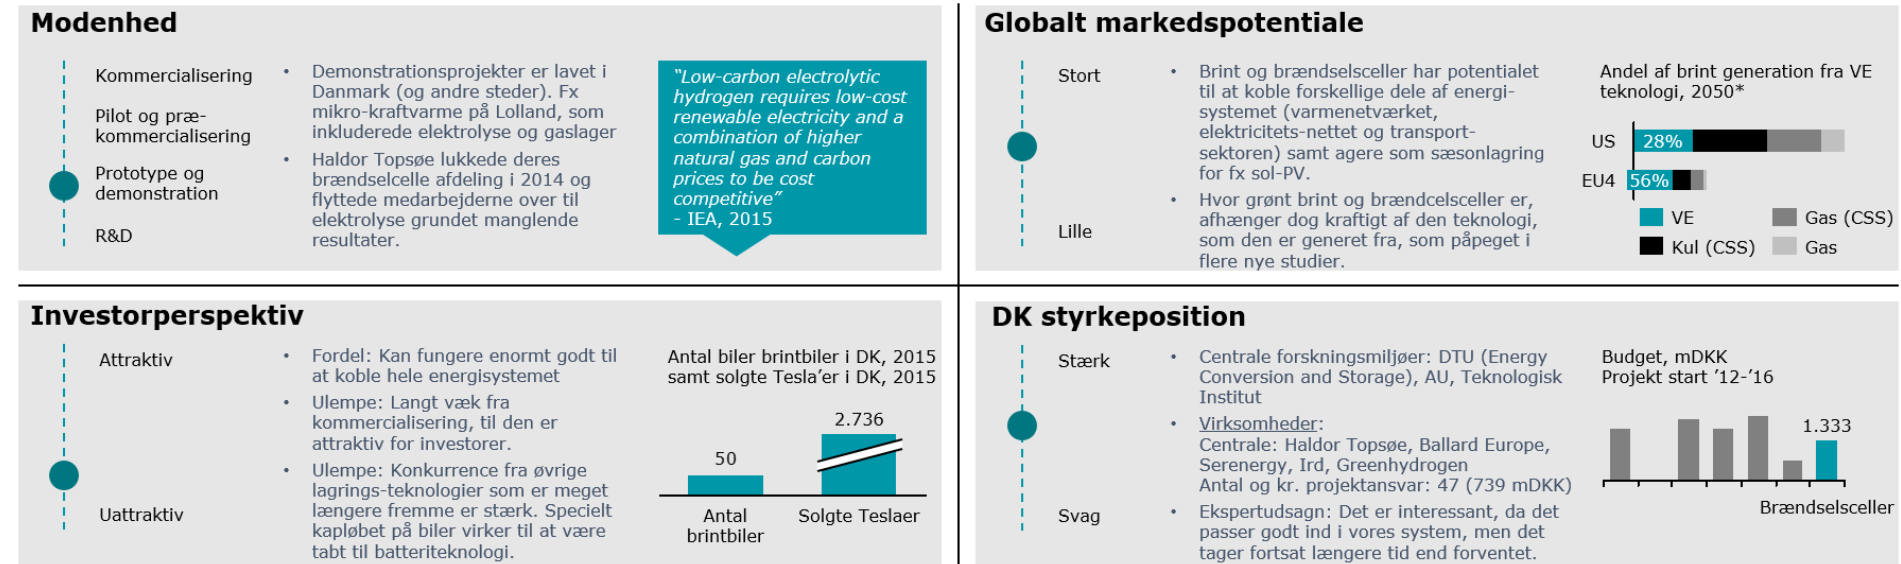 Modenhed
Kommercialisering
Pilot og præ-
kommercialisering
Prototype og
demonstration
R&D
• Demonstrationsprojekter er lavet i
Danmark (og andre steder). Fx
mikro-kraftvarme på Lolland, som
inkluderede elektrolyse og gaslager
• Haldor Topsøe lukkede deres
brændselcelle afdeling i 2014 og
flyttede medarbejderne over til
elektrolyse grundet manglende
resultater.
“Low-carbon electrolytic
hydrogen requires low-cost
renewable electricity and a
combination of higher
natural gas and carbon
prices to be cost
competitive”
- IEA, 2015
Globalt markedspotentiale
Stort
Lille
• Brint og brændselsceller har potentialet
til at koble forskellige dele af energi-
systemet (varmenetværket,
elektricitets-nettet og transport-
sektoren) samt agere som sæsonlagring
for fx sol-PV.
• Hvor grønt brint og brændcelsceller er,
afhænger dog kraftigt af den teknologi,
som den er generet fra, som påpeget i
flere nye studier.
Andel af brint generation fra VE
teknologi, 2050*
US 28%
EU4 56%
VE Gas (CSS)
Kul (CSS) Gas
Investorperspektiv
Attraktiv
Uattraktiv
• Fordel: Kan fungere enormt godt til
at koble hele energisystemet
• Ulempe: Langt væk fra
kommercialisering, til den er
attraktiv for investorer.
• Ulempe: Konkurrence fra øvrige
lagrings-teknologier som er meget
længere fremme er stærk. Specielt
kapløbet på biler virker til at være
tabt til batteriteknologi.
Antal biler brintbiler i DK, 2015
samt solgte Tesla’er i DK, 2015
2.736
50
Antal Solgte Teslaer
brintbiler
DK styrkeposition
Stærk
Svag
• Centrale forskningsmiljøer: DTU (Energy
Conversion and Storage), AU, Teknologisk
Institut
• Virksomheder:
Centrale: Haldor Topsøe, Ballard Europe,
Serenergy, Ird, Greenhydrogen
Antal og kr. projektansvar: 47 (739 mDKK)
• Ekspertudsagn: Det er interessant, da det
passer godt ind i vores system, men det
tager fortsat længere tid end forventet.
Budget, mDKK
Projekt start ’12-’16
1.333
Brændselsceller